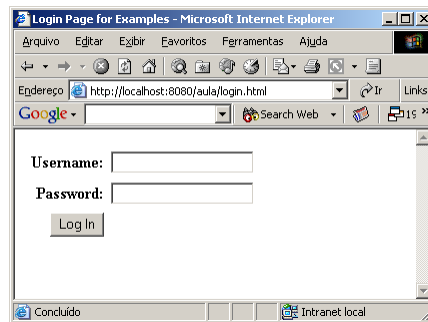 Login Page for Examples - Microsoft Internet Explorer
Arquivo Editar Exibir Favoritos Ferramentas Ajuda
Endereço http://localhost:8080/aula/login.html Ir Links
Google Search Web
Username:
Password:
Log In
Concluído Intranet local